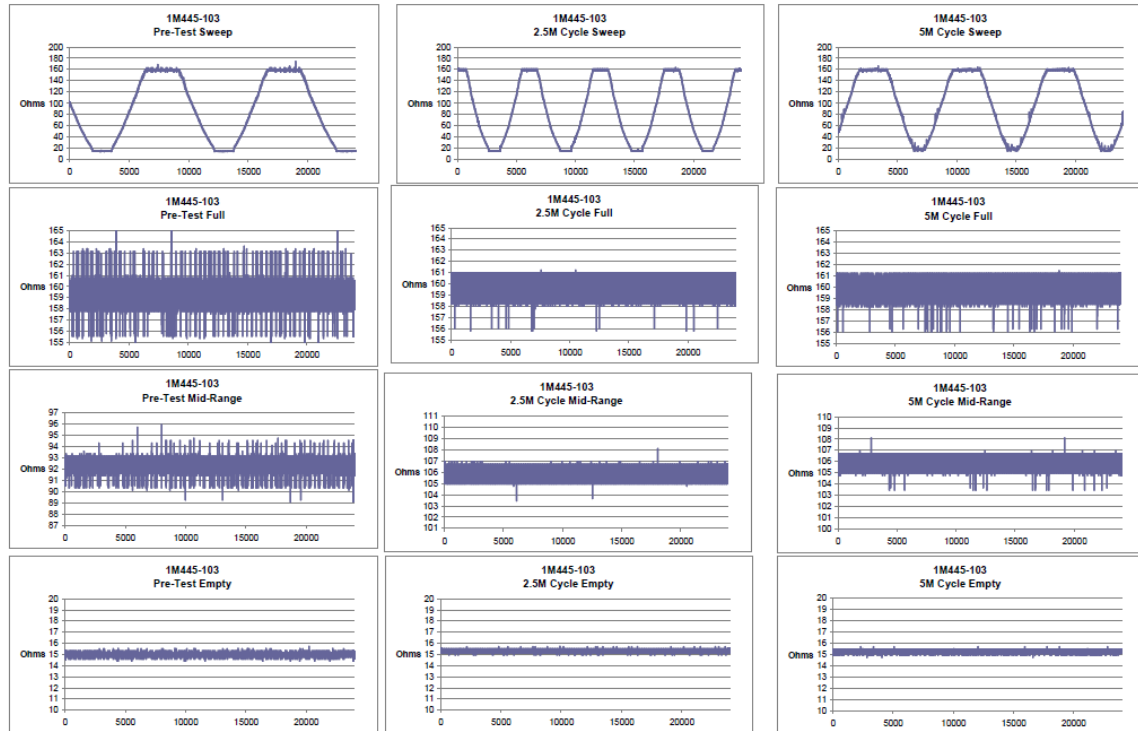 1M445-103
Pre-Test Sweep
200
180
160
140
120
Ohms 100
80
60
40
20
0
0 5000 10000 15000 20000
1M445-103
2.5M Cycle Sweep
200
180
160
140
120
Ohms 100
80
60
40
20
0
0 5000 10000 15000 20000
1M445-103
5M Cycle Sweep
200
180
160
140
120
Ohms 100
80
60
40
20
0
0 5000 10000 15000 20000
1M445-103
Pre-Test Full
165
164
163
162
161
Ohms 160
159
158
157
156
155
0 5000 10000 15000 20000
1M445-103
2.5M Cycle Full
165
164
163
162
161
Ohms 160
159
158
157
156
155
0 5000 10000 15000 20000
1M445-103
5M Cycle Full
165
164
163
162
161
Ohms 160
159
158
157
156
155
0 5000 10000 15000 20000
1M445-103
Pre-Test Mid-Range
97
96
95
94
93
Ohms 92
91
90
89
88
87
0 5000 10000 15000 20000
1M445-103
2.5M Cycle Mid-Range
111
110
109
108
107
Ohms 106
105
104
103
102
101
0 5000 10000 15000 20000
1M445-103
5M Cycle Mid-Range
110
109
108
107
106
Ohms 105
104
103
102
101
100
0 5000 10000 15000 20000
1M445-103
Pre-Test Empty
20
19
18
17
16
Ohms 15
14
13
12
11
10
0 5000 10000 15000 20000
1M445-103
2.5M Cycle Empty
20
19
18
17
16
Ohms 15
14
13
12
11
10
0 5000 10000 15000 20000
1M445-103
5M Cycle Empty
20
19
18
17
16
Ohms 15
14
13
12
11
10
0 5000 10000 15000 20000